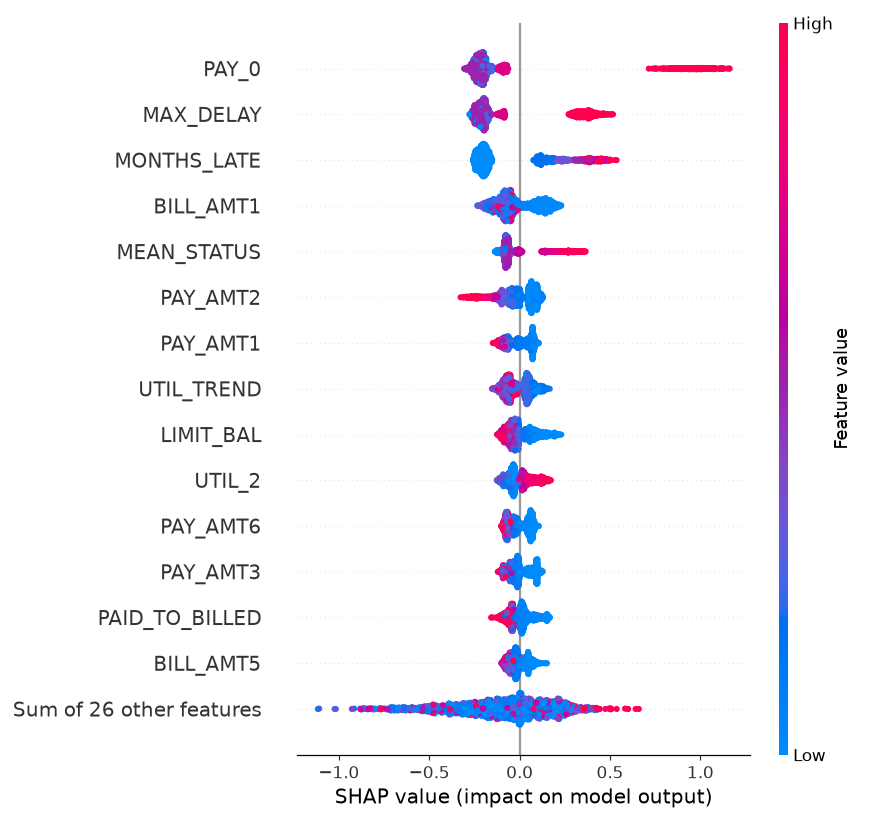 High
PAY_0
MAX_DELAY
MONTHS_LATE
BILL_AMT1
MEAN_STATUS
PAY_AMT2
PAY_AMT1
UTIL_TREND
LIMIT_BAL
UTIL_2
PAY_AMT6
PAY_AMT3
PAID_TO_BILLED
BILL_AMT5
Sum of 26 other features
Feature value
Low
−1.0 −0.5 0.0 0.5 1.0
SHAP value (impact on model output)